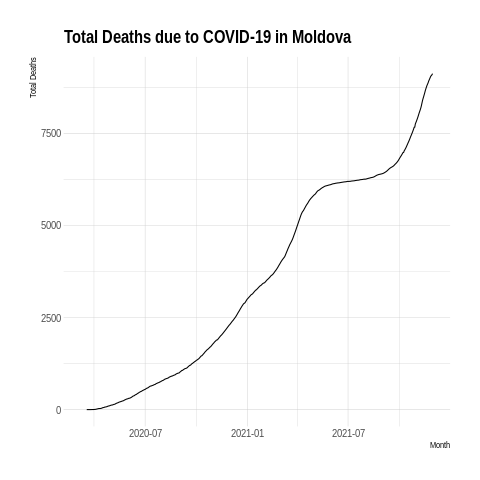 Total Deaths due to COVID-19 in Moldova
Total Deaths
7500
5000
2500
0
2020-07 2021-01 2021-07
Month